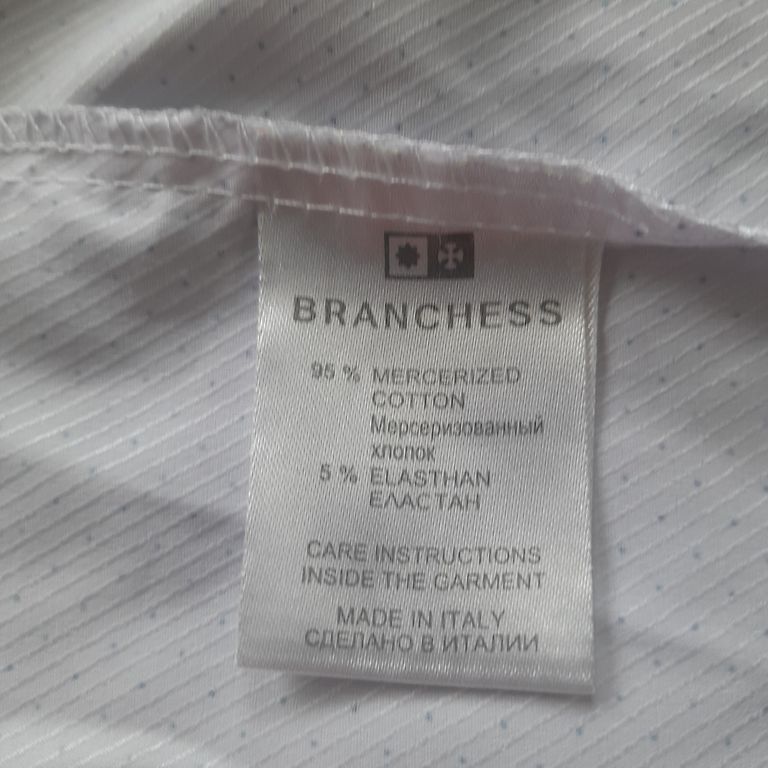 BRANCHESS
95 % MERCERIZED
COTTON
Мерсеризованный
хлопок
5 % ELASTHAN
ЕЛАСТАН
CARE INSTRUCTIONS
INSIDE THE GARMENT
MADE IN ITALY
СДЕЛАНО В ИТАЛИИ